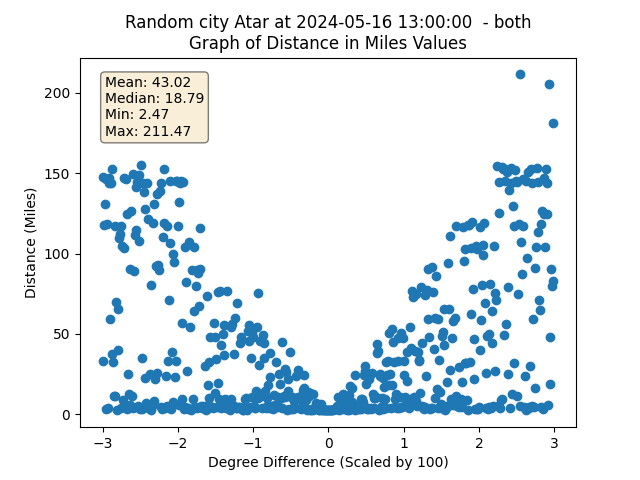 Random city Atar at 2024-05-16 13:00:00  - both
Graph of Distance in Miles Values
Mean: 43.02
Median: 18.79
Min: 2.47
Max: 211.47
Distance (Miles)
200
150
100
50
0
−3 −2 −1 0 1 2 3
Degree Difference (Scaled by 100)